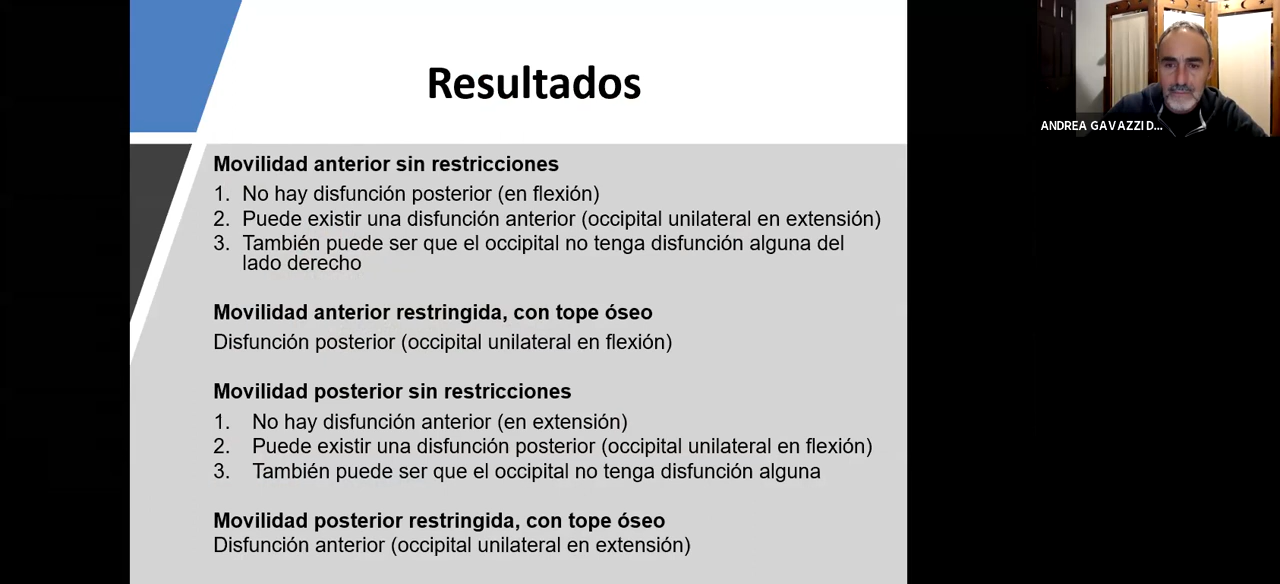 Resultados
ANDREA GAVAZZI D...
Movilidad anterior sin restricciones
1. No hay disfunción posterior (en flexión)
2. Puede existir una disfunción anterior (occipital unilateral en extensión)
3. También puede ser que el occipital no tenga disfunción alguna del
lado derecho
Movilidad anterior restringida, con tope óseo
Disfunción posterior (occipital unilateral en flexión)
Movilidad posterior sin restricciones
1. No hay disfunción anterior (en extensión)
2. Puede existir una disfunción posterior (occipital unilateral en flexión)
3. También puede ser que el occipital no tenga disfunción alguna
Movilidad posterior restringida, con tope óseo
Disfunción anterior (occipital unilateral en extensión)